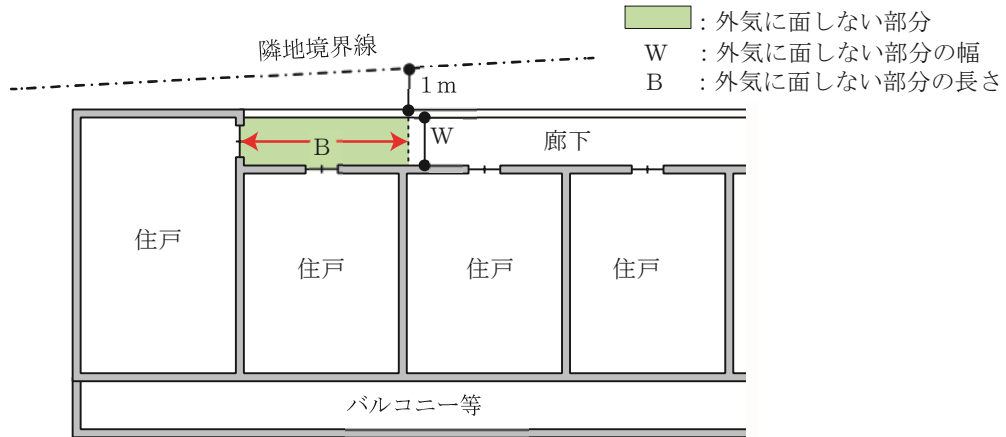 ：外気に面しない部分
W ：外気に面しない部分の幅
B ：外気に面しない部分の長さ
隣地境界線
1m
W
B
廊下
住戸
住戸
住戸
住戸
バルコニー等